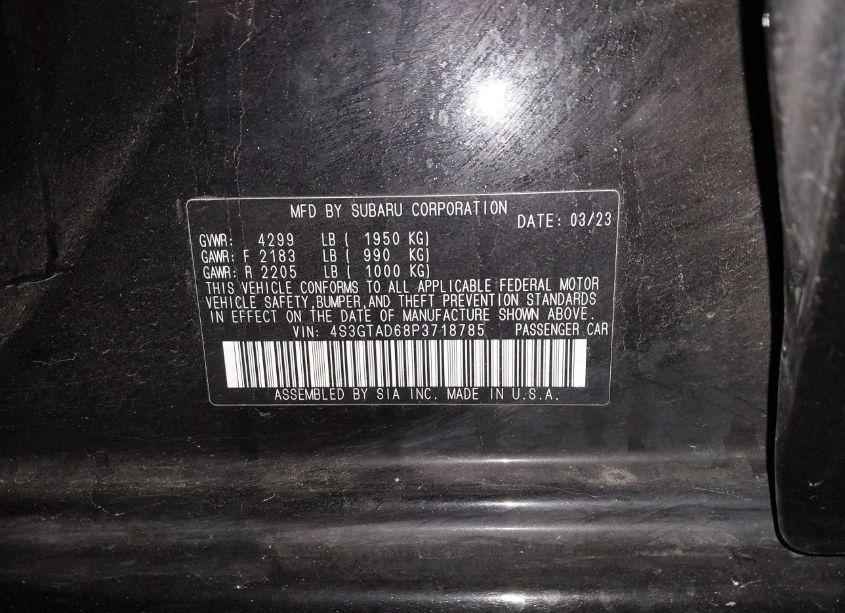 MFD BY SUBARU CORPORATION
DATE: 03/23
GVWR: 4299 LB ( 1950 KG)
GAWR: F 2183 LB ( 990 KG)
GAWR: R 2205 LB ( 1000 KG)
THIS VEHICLE CONFORMS TO ALL APPLICABLE FEDERAL MOTOR
VEHICLE SAFETY,BUMPER,AND THEFT PREVENTION STANDARDS
IN EFFECT ON THE DATE OF MANUFACTURE SHOWN ABOVE.
VIN: 4S3GTAD68P3718785 PASSENGER CAR
ASSEMBLED BY SIA INC. MADE IN U.S.A.